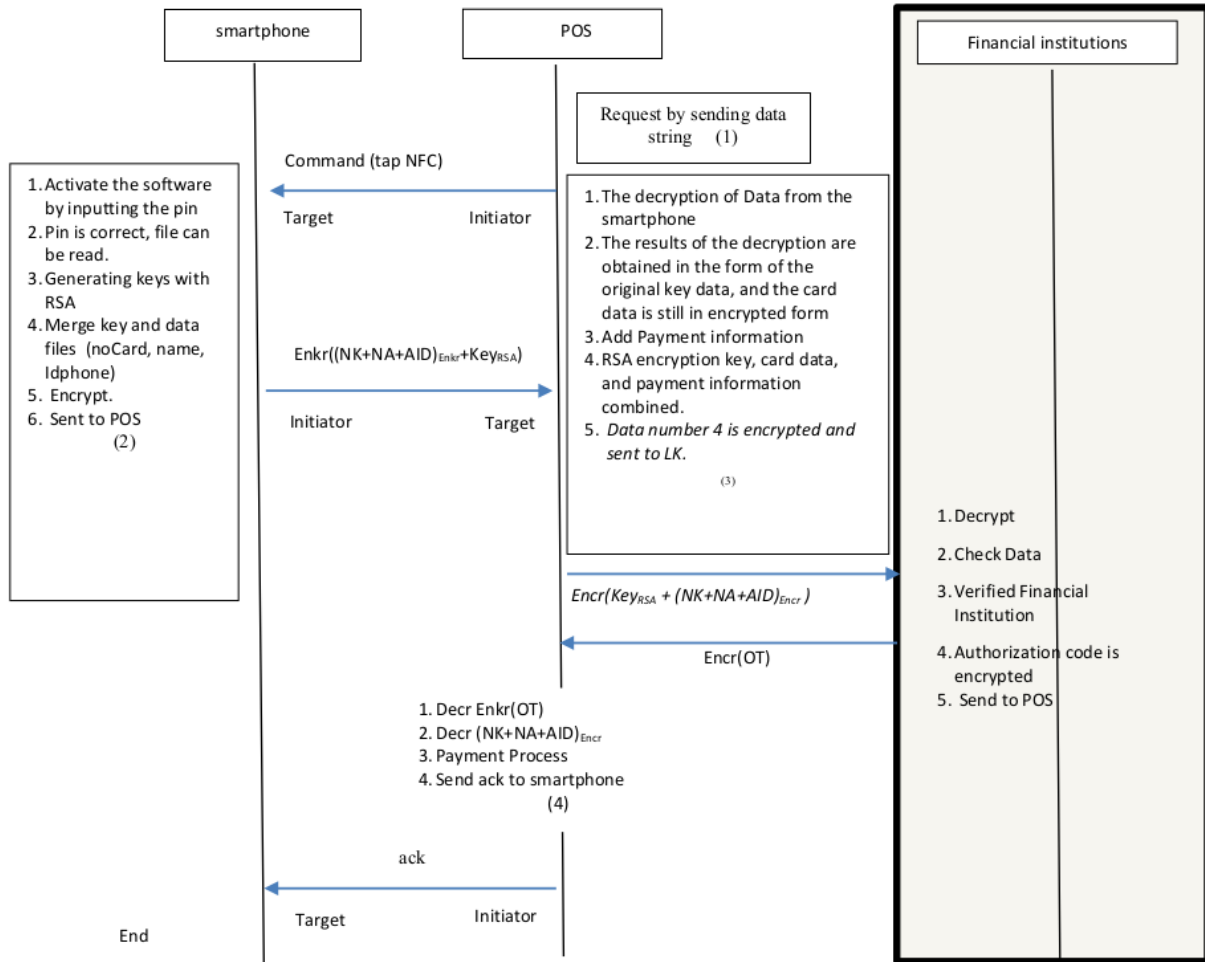 smartphone
POS
Financial institutions
Request by sending data
string (1)
Command (tap NFC)
Target
Initiator
1. Activate the software
by inputting the pin
2. Pin is correct, file can
be read.
3. Generating keys with
RSA
4. Merge key and data
files (noCard, name,
Idphone)
5. Encrypt.
6. Sent to POS
(2)
1. The decryption of Data from the
smartphone
2. The results of the decryption are
obtained in the form of the
original key data, and the card
data is still in encrypted form
3. Add Payment information
4. RSA encryption key, card data,
and payment information
combined.
5. Data number 4 is encrypted and
sent to LK.
(3)
Enkr((NK+NA+AID)Enkr+KeyRSA)
Initiator
Target
1. Decrypt
2. Check Data
3. Verified Financial
Institution
4. Authorization code is
encrypted
5. Send to POS
Encr(KeyRSA + (NK+NA+AID)Encr )
Encr(OT)
1. Decr Enkr(OT)
2. Decr (NK+NA+AID)Encr
3. Payment Process
4. Send ack to smartphone
(4)
ack
Target
Initiator
End